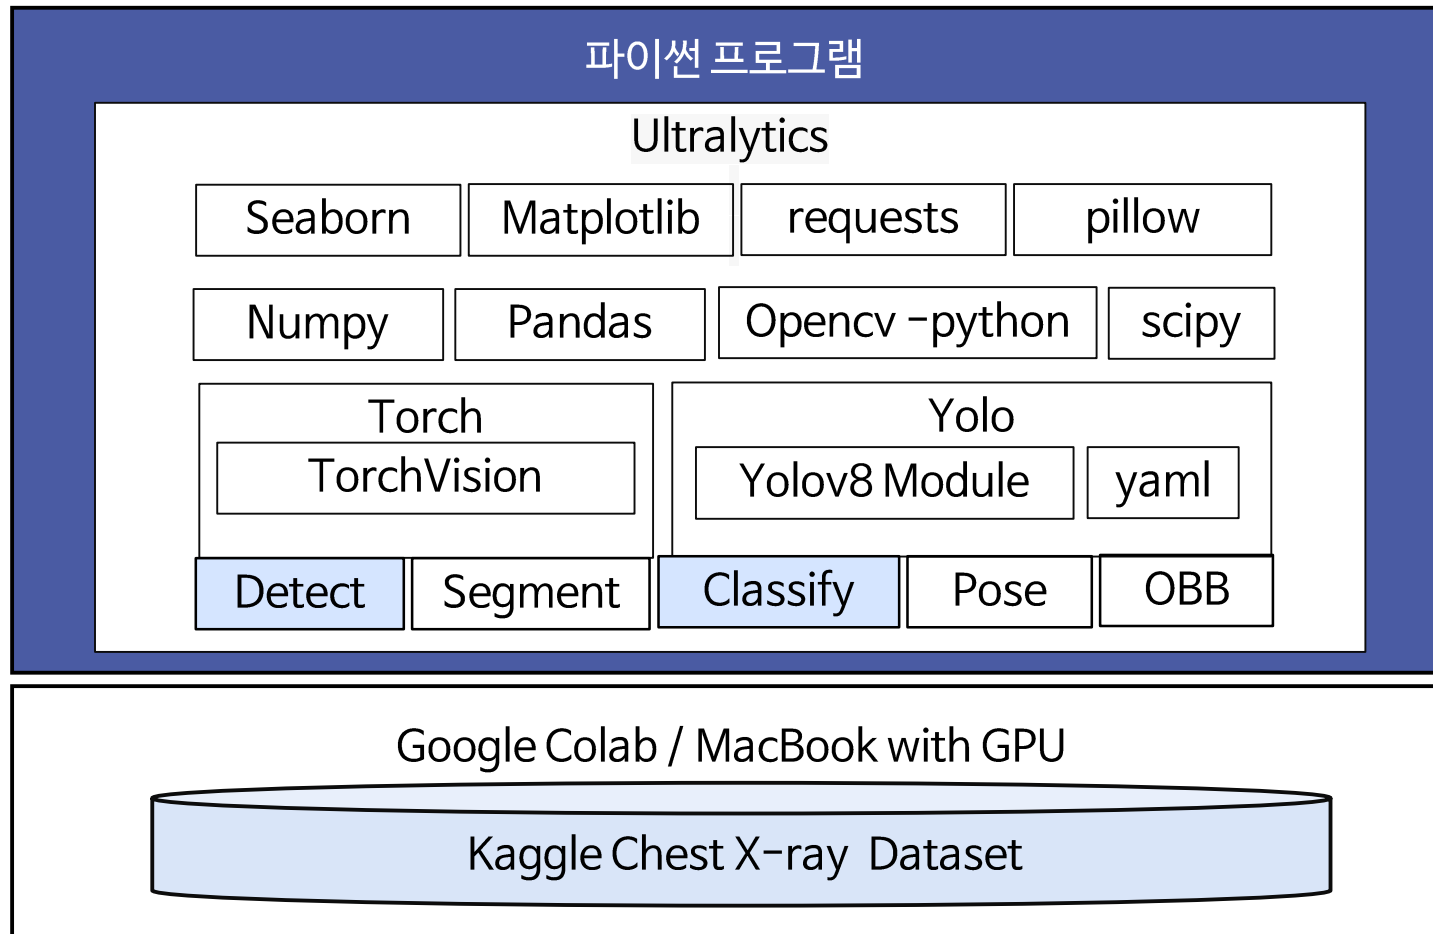 파이썬 프로그램
Ultralytics
Seaborn Matplotlib requests pillow
Numpy Pandas Opencv -python scipy
Torch Yolo
TorchVision Yolov8 Module yaml
Detect Segment Classify Pose OBB
Google Colab / MacBook with GPU
Kaggle Chest X-ray Dataset